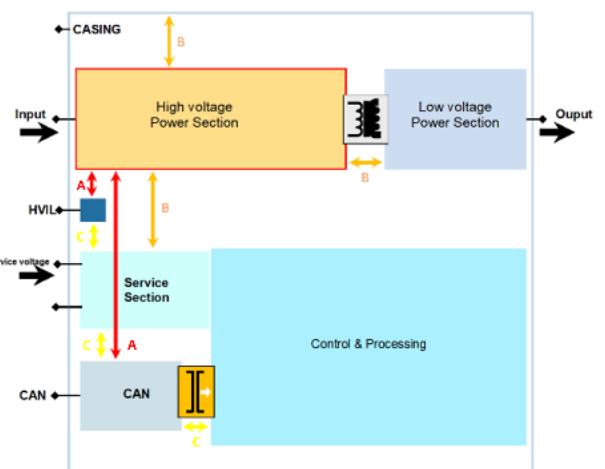 CASING
B
Input
High voltage
Power Section
Low voltage
Power Section
Ouput
B
A
B
HVIL
C
vice voltage
Service
Section
Control & Processing
C
A
CAN
CAN
C